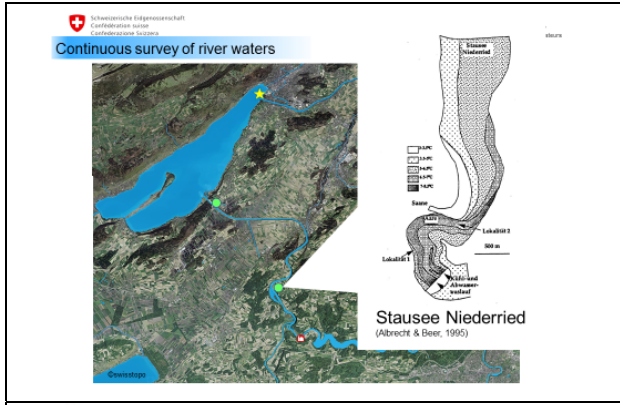 Schweizerische Eidgenossenschaft
Confédération suisse
Confederazione Svizzera
Continuous survey of river waters
Stausee
Niederried
Saane
Aare
Lokalität 2
500 m
Lokalität 1
Kühl- und
Abwasser-
auslauf
Stausee Niederried
(Albrecht & Beer, 1995)
©swisstopo